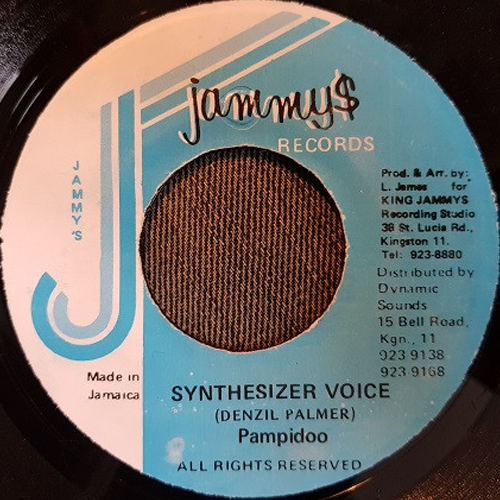 jammy$
RECORDS
JAMMY'S
Prod. & Arr. by:
L. James for
KING JAMMYS
Recording Studio
38 St. Lucia Rd.,
Kingston 11.
Tel: 923-8880
Distributed by
Dynamic
Sounds
15 Bell Road,
Kgn., 11
923 9138
923 9168
Made in
Jamaica
SYNTHESIZER VOICE
(DENZIL PALMER)
Pampidoo
ALL RIGHTS RESERVED